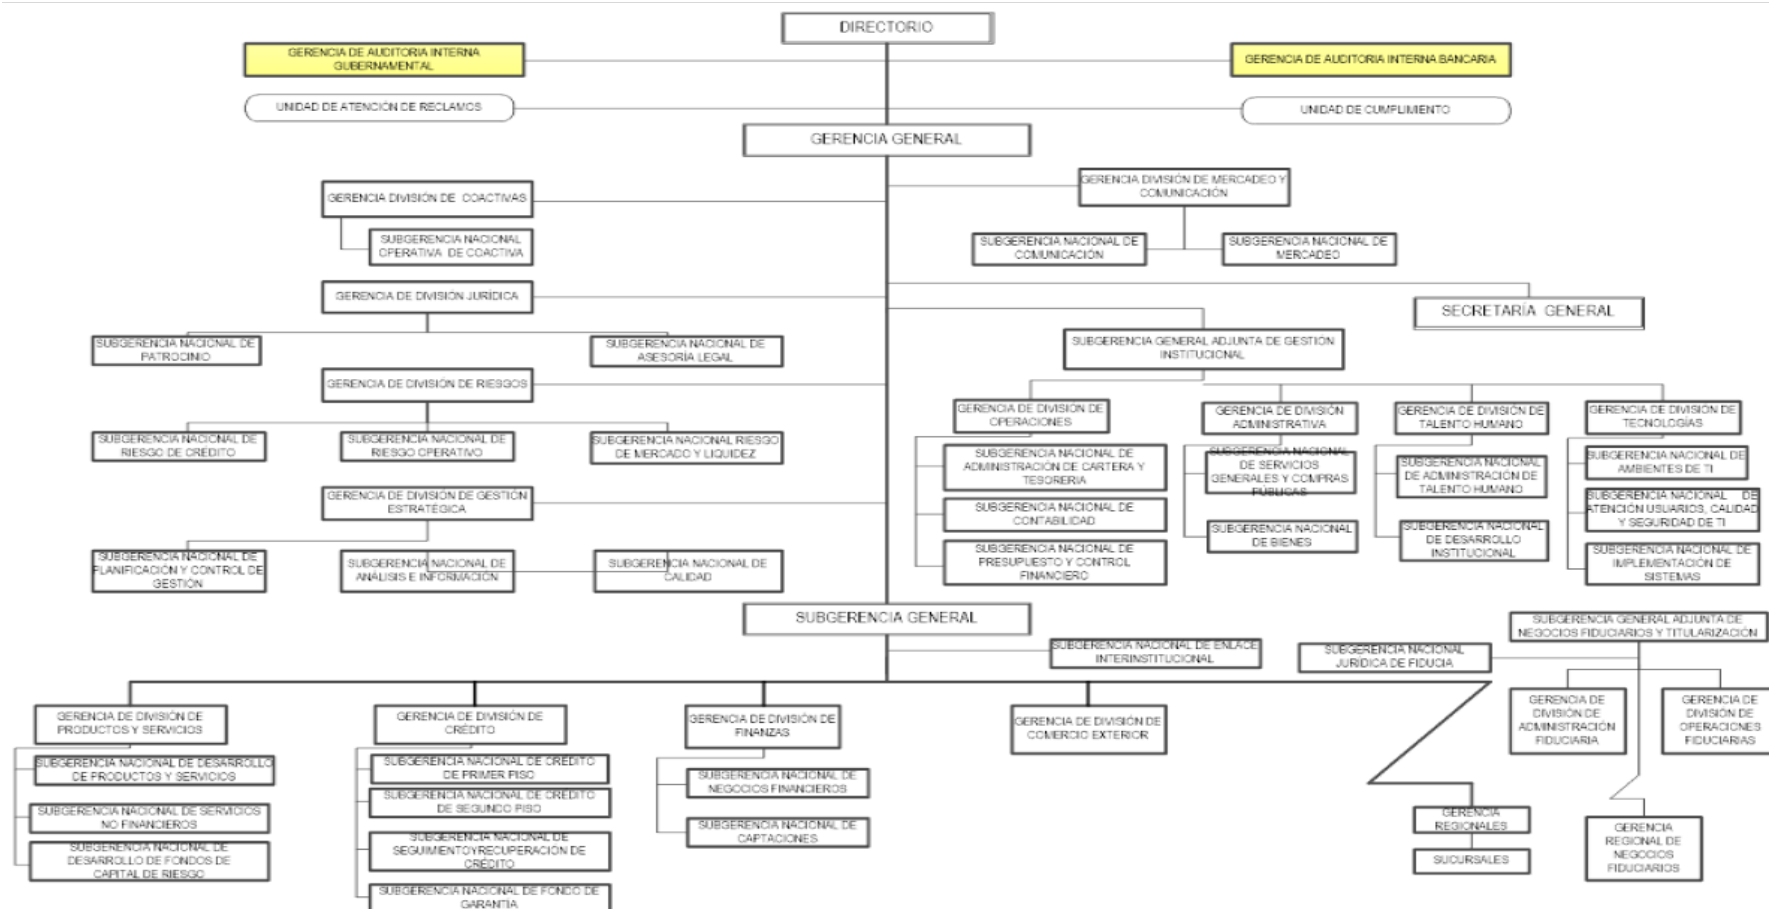 DIRECTORIO
GERENCIA DE AUDITORIA INTERNA
GUBERNAMENTAL
GERENCIA DE AUDITORIA INTERNA BANCARIA
UNIDAD DE ATENCIÓN DE RECLAMOS
UNIDAD DE CUMPLIMIENTO
GERENCIA GENERAL
GERENCIA DIVISIÓN DE COACTIVAS
SUBGERENCIA NACIONAL
OPERATIVA DE COACTIVA
GERENCIA DIVISIÓN DE MERCADEO Y
COMUNICACIÓN
SUBGERENCIA NACIONAL DE
COMUNICACIÓN
SUBGERENCIA NACIONAL DE
MERCADEO
GERENCIA DE DIVISIÓN JURÍDICA
SUBGERENCIA NACIONAL DE
PATROCINIO
SUBGERENCIA NACIONAL DE
ASESORÍA LEGAL
SECRETARÍA GENERAL
SUBGERENCIA GENERAL ADJUNTA DE GESTIÓN
INSTITUCIONAL
GERENCIA DE DIVISIÓN DE RIESGOS
SUBGERENCIA NACIONAL DE
RIESGO DE CRÉDITO
SUBGERENCIA NACIONAL DE
RIESGO OPERATIVO
SUBGERENCIA NACIONAL RIESGO
DE MERCADO Y LIQUIDEZ
GERENCIA DE DIVISIÓN DE
OPERACIONES
SUBGERENCIA NACIONAL DE
ADMINISTRACIÓN DE CARTERA Y
TESORERIA
SUBGERENCIA NACIONAL DE
CONTABILIDAD
SUBGERENCIA NACIONAL DE
PRESUPUESTO Y CONTROL
FINANCIERO
GERENCIA DE DIVISIÓN
ADMINISTRATIVA
SUBGERENCIA NACIONAL
DE SERVICIOS
GENERALES Y COMPRAS
PÚBLICAS
SUBGERENCIA NACIONAL
DE BIENES
GERENCIA DE DIVISIÓN DE
TALENTO HUMANO
SUBGERENCIA NACIONAL
DE ADMINISTRACIÓN DE
TALENTO HUMANO
SUBGERENCIA NACIONAL
DE DESARROLLO
INSTITUCIONAL
GERENCIA DE DIVISIÓN DE
TECNOLOGÍAS
SUBGERENCIA NACIONAL DE
AMBIENTES DE TI
SUBGERENCIA NACIONAL DE
ATENCIÓN USUARIOS, CALIDAD
Y SEGURIDAD DE TI
SUBGERENCIA NACIONAL DE
IMPLEMENTACIÓN DE
SISTEMAS
GERENCIA DE DIVISIÓN DE GESTIÓN
ESTRATÉGICA
SUBGERENCIA NACIONAL DE
PLANIFICACIÓN Y CONTROL DE
GESTIÓN
SUBGERENCIA NACIONAL DE
ANÁLISIS E INFORMACIÓN
SUBGERENCIA NACIONAL DE
CALIDAD
SUBGERENCIA GENERAL
SUBGERENCIA NACIONAL DE ENLACE
INTERINSTITUCIONAL
SUBGERENCIA GENERAL ADJUNTA DE
NEGOCIOS FIDUCIARIOS Y TITULARIZACIÓN
SUBGERENCIA NACIONAL
JURÍDICA DE FIDUCIA
GERENCIA DE
DIVISIÓN DE
ADMINISTRACIÓN
FIDUCIARIA
GERENCIA DE
DIVISIÓN DE
OPERACIONES
FIDUCIARIAS
GERENCIA DE DIVISIÓN DE
PRODUCTOS Y SERVICIOS
SUBGERENCIA NACIONAL DE DESARROLLO
DE PRODUCTOS Y SERVICIOS
SUBGERENCIA NACIONAL DE SERVICIOS
NO FINANCIEROS
SUBGERENCIA NACIONAL DE
DESARROLLO DE FONDOS DE
CAPITAL DE RIESGO
GERENCIA DE DIVISIÓN DE
CRÉDITO
SUBGERENCIA NACIONAL DE CRÉDITO
DE PRIMER PISO
SUBGERENCIA NACIONAL DE CRÉDITO
DE SEGUNDO PISO
SUBGERENCIA NACIONAL DE
SEGUIMIENTOYRECUPERACION DE
CRÉDITO
SUBGERENCIA NACIONAL DE FONDO DE
GARANTÍA
GERENCIA DE DIVISIÓN DE
FINANZAS
SUBGERENCIA NACIONAL DE
NEGOCIOS FINANCIEROS
SUBGERENCIA NACIONAL DE
CAPTACIONES
GERENCIA DE DIVISIÓN DE
COMERCIO EXTERIOR
GERENCIA
REGIONALES
SUCURSALES
GERENCIA
REGIONAL DE
NEGOCIOS
FIDUCIARIOS